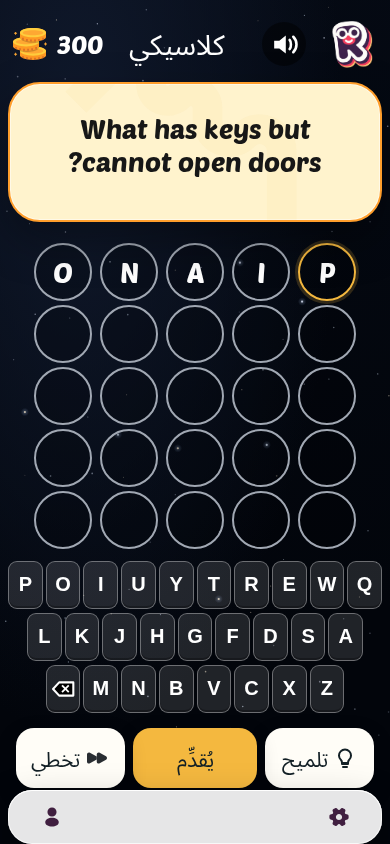 300
كلاسيكي
What has keys but
?cannot open doors
O N A I P
P O I U Y T R E W Q
L K J H G F D S A
M N B V C X Z
تلميح
يُقدِّم
تخطي